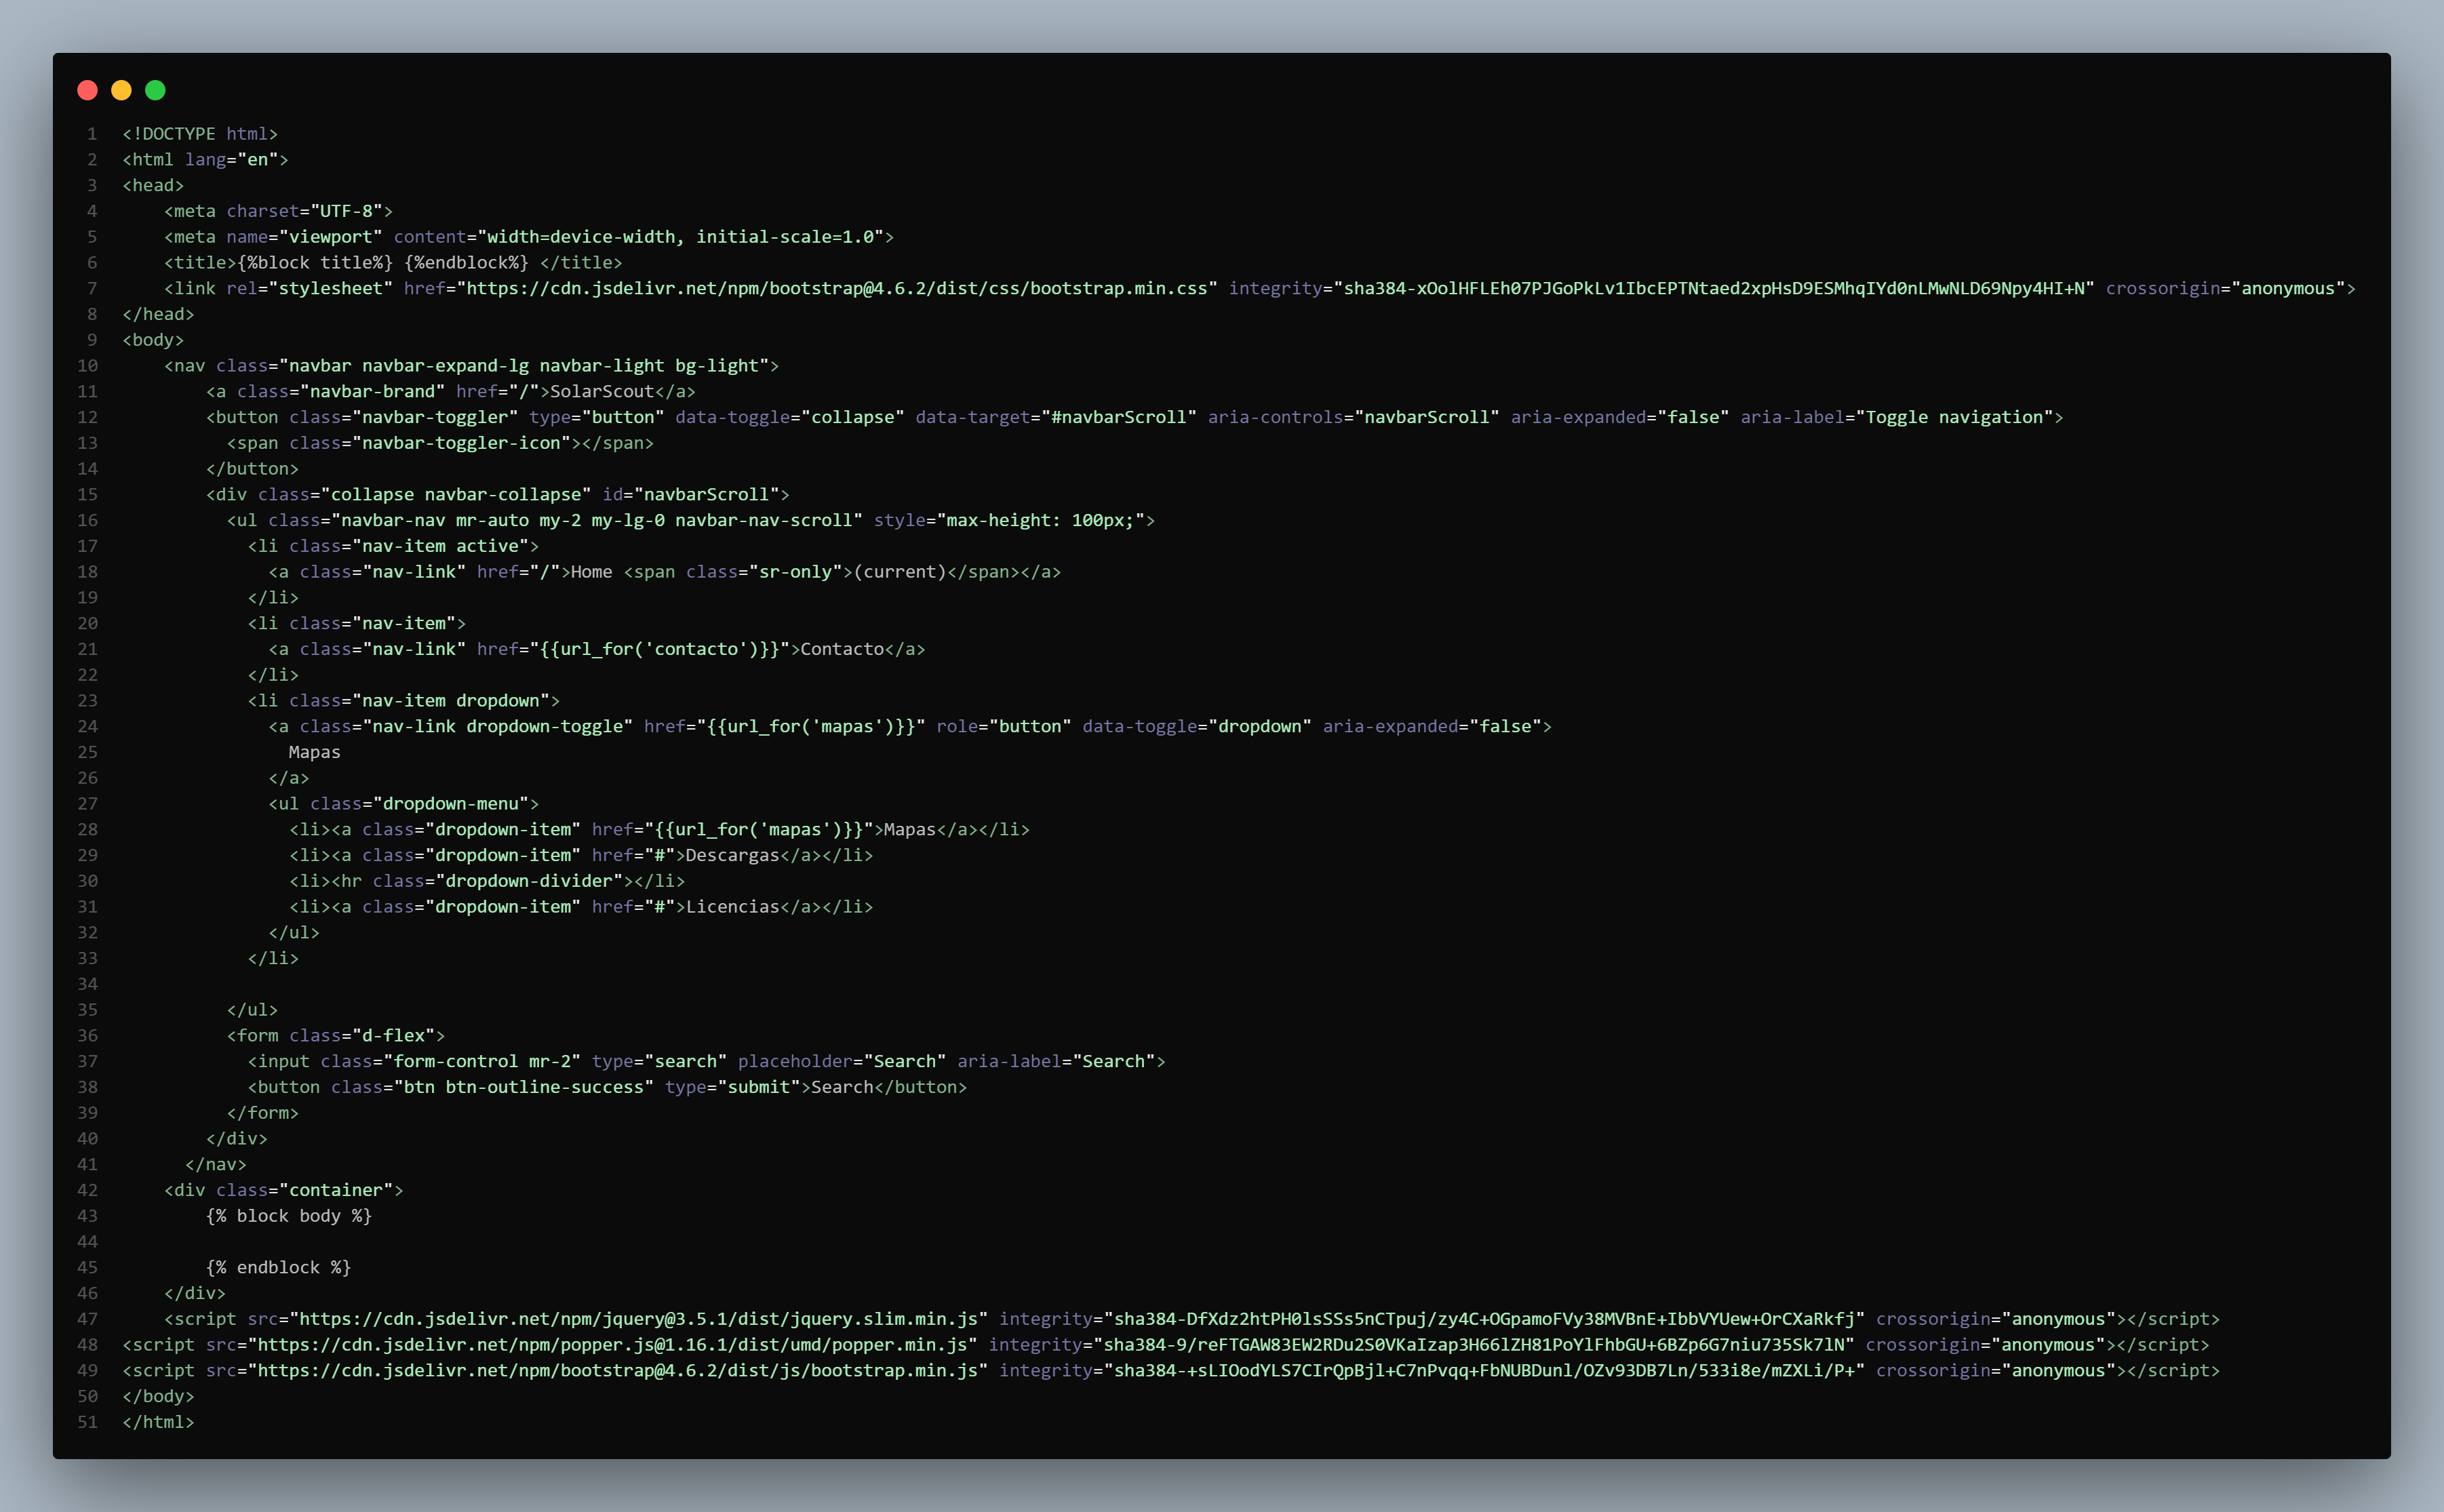 1 <!DOCTYPE html>
2 <html lang="en">
3 <head>
4     <meta charset="UTF-8">
5     <meta name="viewport" content="width=device-width, initial-scale=1.0">
6     <title>{%block title%} {%endblock%} </title>
7     <link rel="stylesheet" href="https://cdn.jsdelivr.net/npm/bootstrap@4.6.2/dist/css/bootstrap.min.css" integrity="sha384-xOolHFLEh07PJGoPkLv1IbcEPTNtaed2xpHsD9ESMhqIYd0nLMwNLD69Npy4HI+N" crossorigin="anonymous">
8 </head>
9 <body>
10     <nav class="navbar navbar-expand-lg navbar-light bg-light">
11         <a class="navbar-brand" href="/">SolarScout</a>
12         <button class="navbar-toggler" type="button" data-toggle="collapse" data-target="#navbarScroll" aria-controls="navbarScroll" aria-expanded="false" aria-label="Toggle navigation">
13           <span class="navbar-toggler-icon"></span>
14         </button>
15         <div class="collapse navbar-collapse" id="navbarScroll">
16           <ul class="navbar-nav mr-auto my-2 my-lg-0 navbar-nav-scroll" style="max-height: 100px;">
17             <li class="nav-item active">
18               <a class="nav-link" href="/">Home <span class="sr-only">(current)</span></a>
19             </li>
20             <li class="nav-item">
21               <a class="nav-link" href="{{url_for('contacto')}}">Contacto</a>
22             </li>
23             <li class="nav-item dropdown">
24               <a class="nav-link dropdown-toggle" href="{{url_for('mapas')}}" role="button" data-toggle="dropdown" aria-expanded="false">
25                 Mapas
26               </a>
27               <ul class="dropdown-menu">
28                 <li><a class="dropdown-item" href="{{url_for('mapas')}}">Mapas</a></li>
29                 <li><a class="dropdown-item" href="#">Descargas</a></li>
30                 <li><hr class="dropdown-divider"></li>
31                 <li><a class="dropdown-item" href="#">Licencias</a></li>
32               </ul>
33             </li>
34
35           </ul>
36           <form class="d-flex">
37             <input class="form-control mr-2" type="search" placeholder="Search" aria-label="Search">
38             <button class="btn btn-outline-success" type="submit">Search</button>
39           </form>
40         </div>
41       </nav>
42     <div class="container">
43         {% block body %}
44
45         {% endblock %}
46     </div>
47     <script src="https://cdn.jsdelivr.net/npm/jquery@3.5.1/dist/jquery.slim.min.js" integrity="sha384-DfXdz2htPH0lsSSs5nCTpuj/zy4C+OGpamoFVy38MVBnE+IbbVYUew+OrCXaRkfj" crossorigin="anonymous"></script>
48 <script src="https://cdn.jsdelivr.net/npm/popper.js@1.16.1/dist/umd/popper.min.js" integrity="sha384-9/reFTGAW83EW2RDu2S0VKaIzap3H66lZH81PoYlFhbGU+6BZp6G7niu735Sk7lN" crossorigin="anonymous"></script>
49 <script src="https://cdn.jsdelivr.net/npm/bootstrap@4.6.2/dist/js/bootstrap.min.js" integrity="sha384-+sLIOodYLS7CIrQpBjl+C7nPvqq+FbNUBDunl/OZv93DB7Ln/533i8e/mZXLi/P+" crossorigin="anonymous"></script>
50 </body>
51 </html>